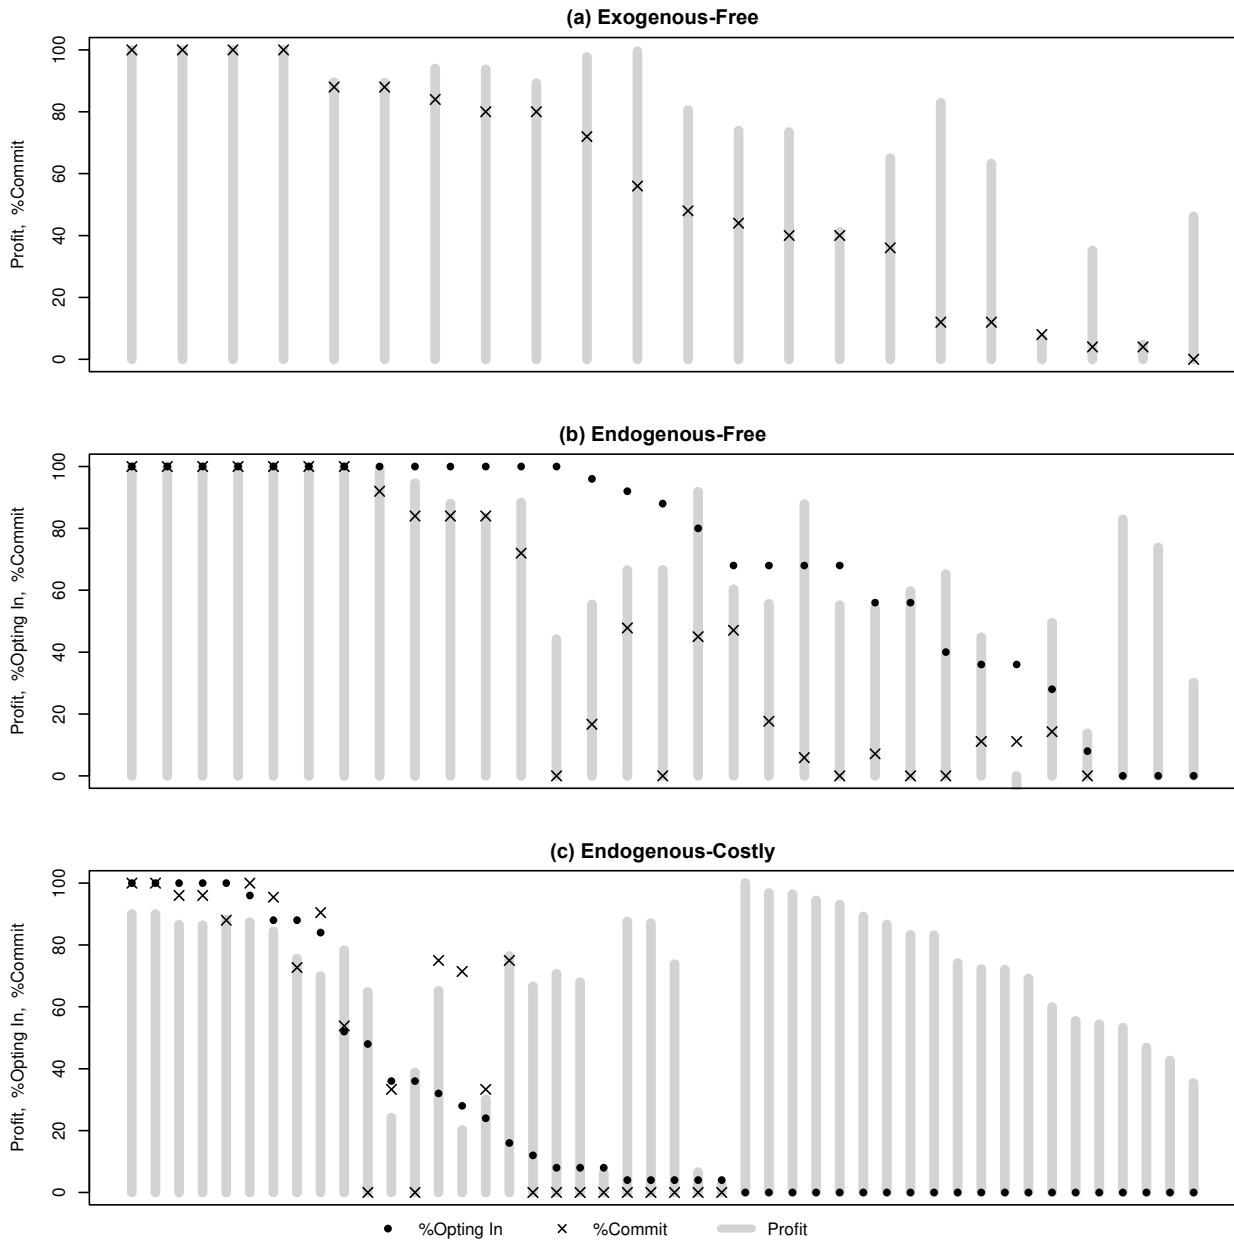 (a) Exogenous-Free
Profit, %Commit
100
80
60
40
20
0
(b) Endogenous-Free
Profit, %Opting In, %Commit
100
80
60
40
20
0
(c) Endogenous-Costly
Profit, %Opting In, %Commit
100
80
60
40
20
0
%Opting In %Commit Profit